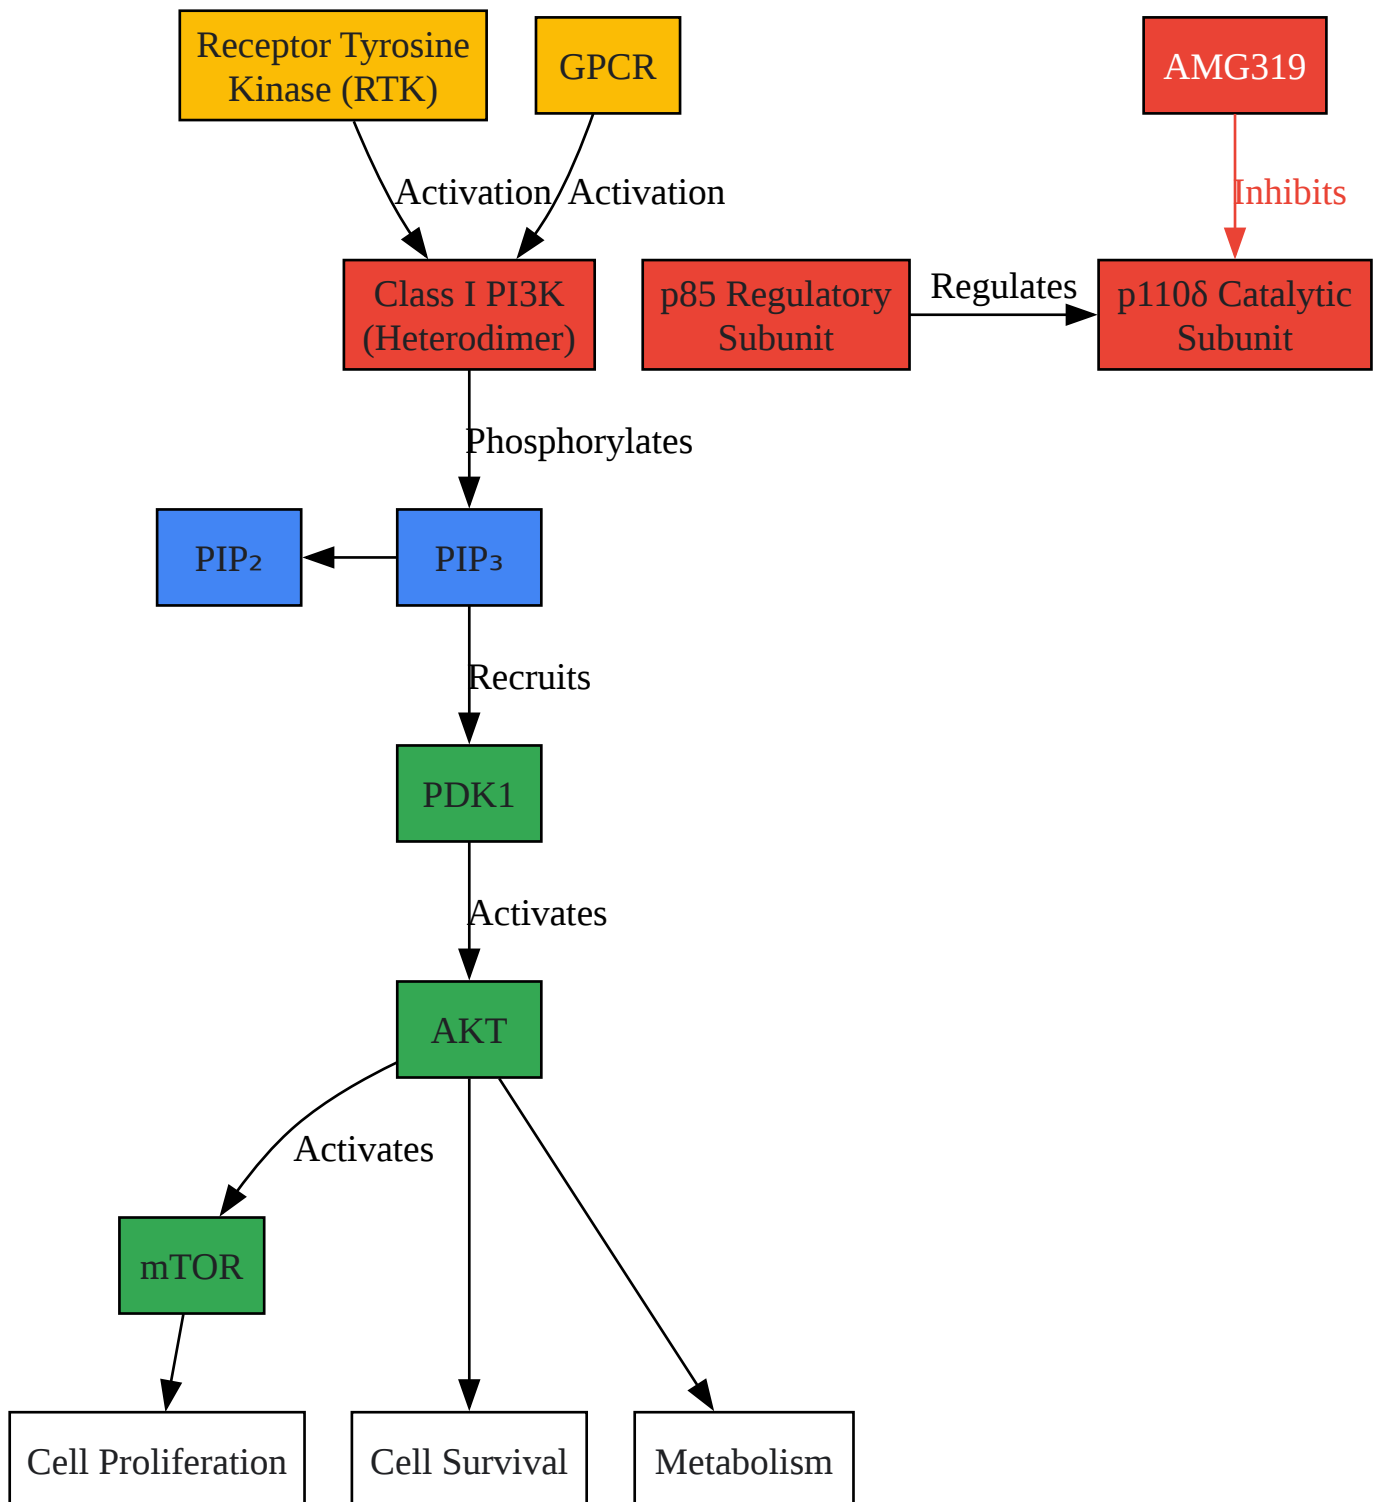 Receptor Tyrosine
Kinase (RTK)
GPCR
AMG319
Activation
Activation
Inhibits
Class I PI3K
(Heterodimer)
p85 Regulatory
Subunit
Regulates
p110δ Catalytic
Subunit
Phosphorylates
PIP₂
PIP₃
Recruits
PDK1
Activates
AKT
Activates
mTOR
Cell Proliferation
Cell Survival
Metabolism